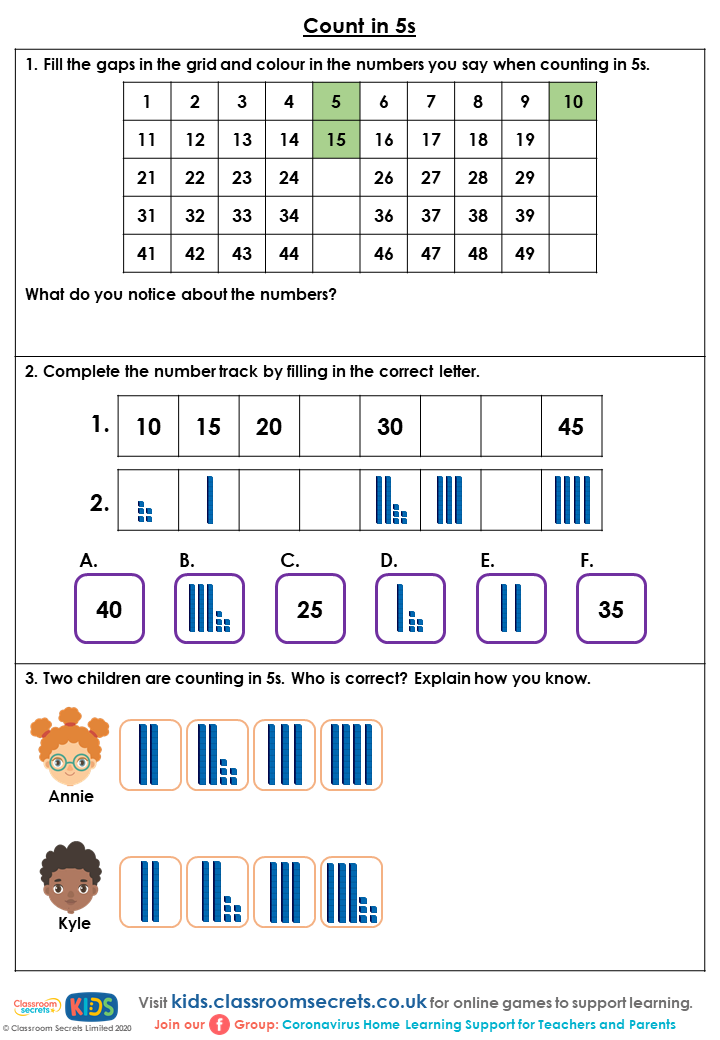 Count in 5s
1. Fill the gaps in the grid and colour in the numbers you say when counting in 5s.
1 2 3 4 5 6 7 8 9 10
11 12 13 14 15 16 17 18 19
21 22 23 24 26 27 28 29
31 32 33 34 36 37 38 39
41 42 43 44 46 47 48 49
What do you notice about the numbers?
2. Complete the number track by filling in the correct letter.
1. 10 15 20 30 45
2.
A. B. C. D. E. F.
40 25 35
3. Two children are counting in 5s. Who is correct? Explain how you know.
Annie
Kyle
Classroom Secrets KIDS
© Classroom Secrets Limited 2020
Visit kids.classroomsecrets.co.uk for online games to support learning.
Join our f Group: Coronavirus Home Learning Support for Teachers and Parents